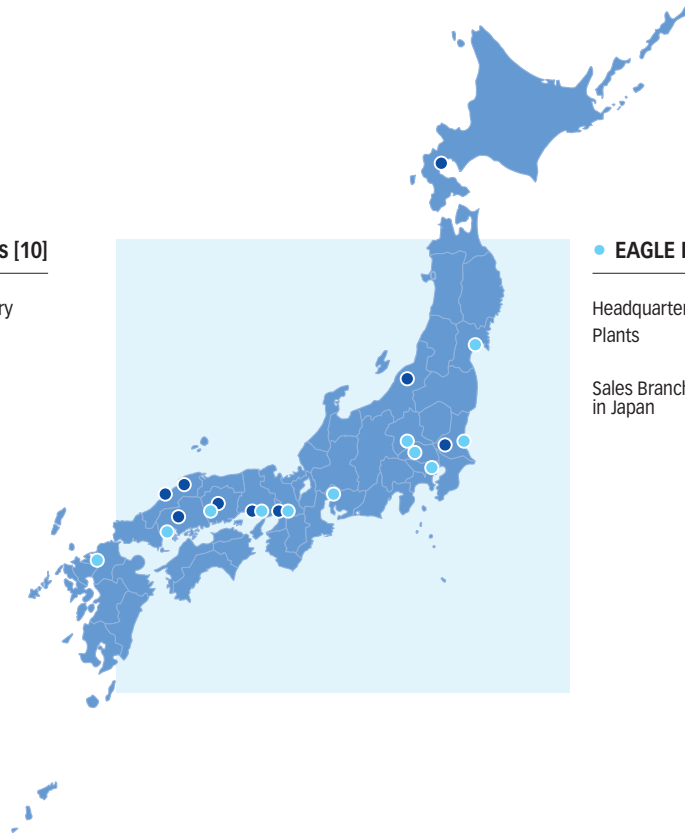 s [10]
ry
EAGLE
Headquarter
Plants
Sales Branch
in Japan